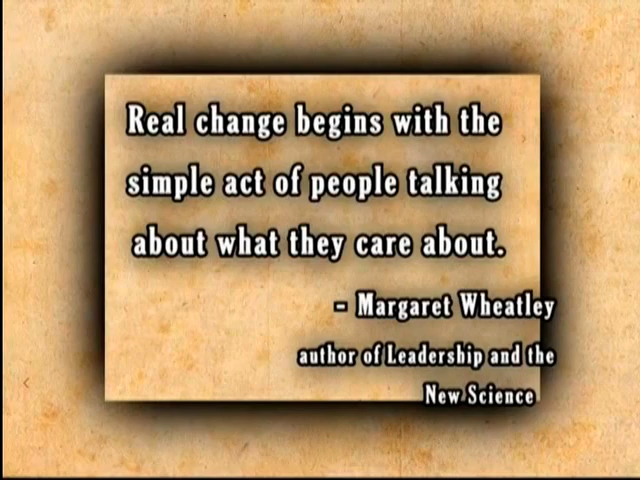 Real change begins with the
simple act of people talking
about what they care about.
- Margaret Wheatley
author of Leadership and the
New Science